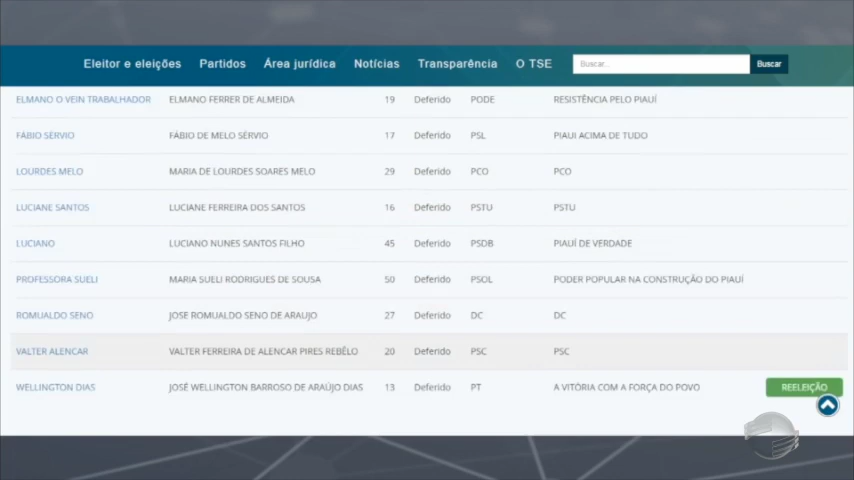 Eleitor e eleições Partidos Área jurídica Notícias Transparência O TSE Buscar... Buscar
ELMANO O VEIN TRABALHADOR ELMANO FERRER DE ALMEIDA 19 Deferido PODE RESISTÊNCIA PELO PIAUÍ
FÁBIO SÉRVIO FÁBIO DE MELO SÉRVIO 17 Deferido PSL PIAUI ACIMA DE TUDO
LOURDES MELO MARIA DE LOURDES SOARES MELO 29 Deferido PCO PCO
LUCIANE SANTOS LUCIANE FERREIRA DOS SANTOS 16 Deferido PSTU PSTU
LUCIANO LUCIANO NUNES SANTOS FILHO 45 Deferido PSDB PIAUÍ DE VERDADE
PROFESSORA SUELI MARIA SUELI RODRIGUES DE SOUSA 50 Deferido PSOL PODER POPULAR NA CONSTRUÇÃO DO PIAUÍ
ROMUALDO SENO JOSE ROMUALDO SENO DE ARAUJO 27 Deferido DC DC
VALTER ALENCAR VALTER FERREIRA DE ALENCAR PIRES REBÊLO 20 Deferido PSC PSC
WELLINGTON DIAS JOSÉ WELLINGTON BARROSO DE ARAÚJO DIAS 13 Deferido PT A VITÓRIA COM A FORÇA DO POVO REELEIÇÃO